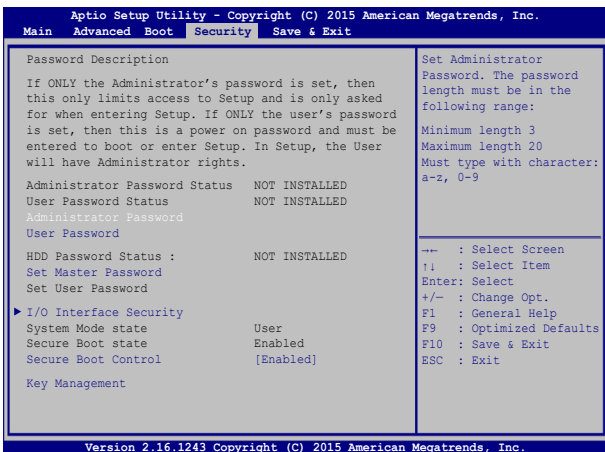 Aptio Setup Utility - Copyright (C) 2015 American Megatrends, Inc.
Main Advanced Boot Security Save & Exit
Password Description
If ONLY the Administrator's password is set, then
this only limits access to Setup and is only asked
for when entering Setup. If ONLY the user's password
is set, then this is a power on password and must be
entered to boot or enter Setup. In Setup, the User
will have Administrator rights.
Administrator Password Status NOT INSTALLED
User Password Status NOT INSTALLED
Administrator Password
User Password
HDD Password Status : NOT INSTALLED
Set Master Password
Set User Password
I/O Interface Security
System Mode state User
Secure Boot state Enabled
Secure Boot Control [Enabled]
Key Management
Set Administrator
Password. The password
length must be in the
following range:
Minimum length 3
Maximum length 20
Must type with character:
a-z, 0-9
→← : Select Screen
↑↓ : Select Item
Enter: Select
+/— : Change Opt.
F1 : General Help
F9 : Optimized Defaults
F10 : Save & Exit
ESC : Exit
Version 2.16.1243 Copyright (C) 2015 American Megatrends, Inc.